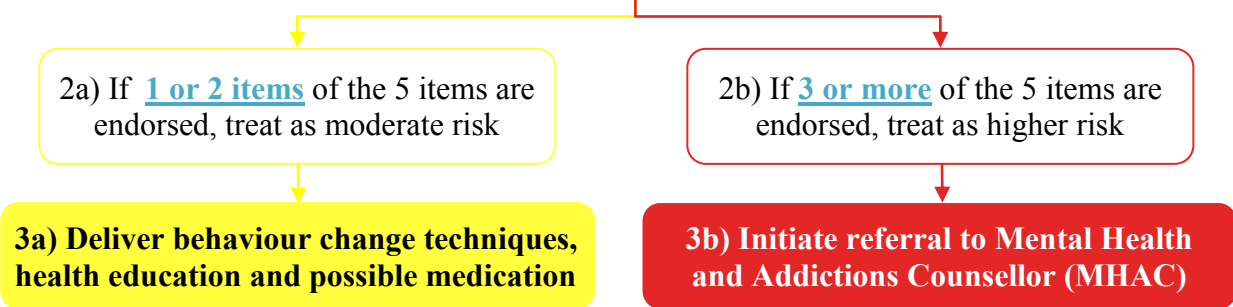 2a) If 1 or 2 items of the 5 items are
endorsed, treat as moderate risk
2b) If 3 or more of the 5 items are
endorsed, treat as higher risk
3a) Deliver behaviour change techniques,
health education and possible medication
3b) Initiate referral to Mental Health
and Addictions Counsellor (MHAC)